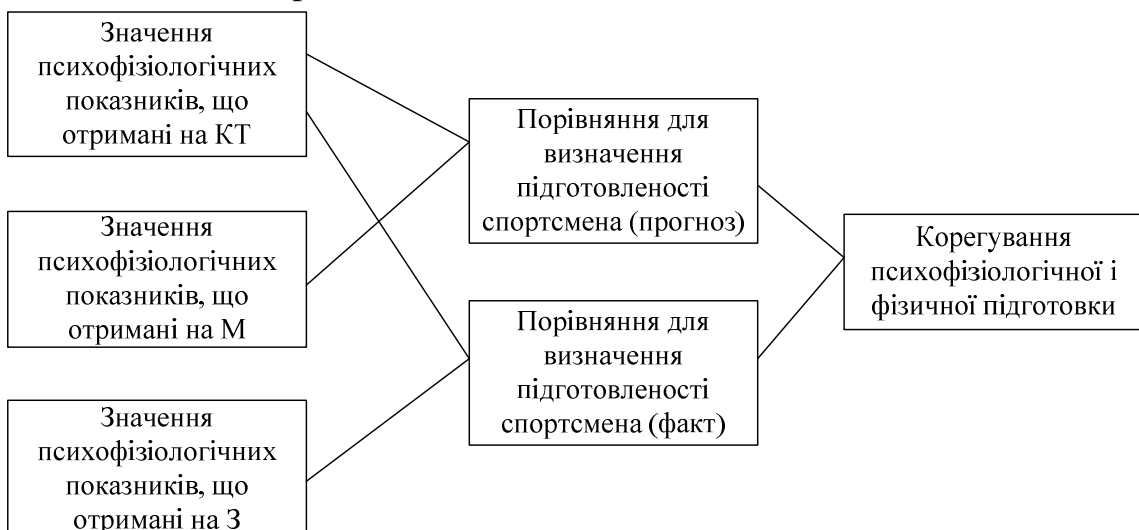 Значення
психофізіологічних
показників, що
отримані на КТ
Значення
психофізіологічних
показників, що
отримані на М
Значення
психофізіологічних
показників, що
отримані на З
Порівняння для
визначення
підготовленості
спортсмена (прогноз)
Порівняння для
визначення
підготовленості
спортсмена (факт)
Корегування
психофізіологічної і
фізичної підготовки